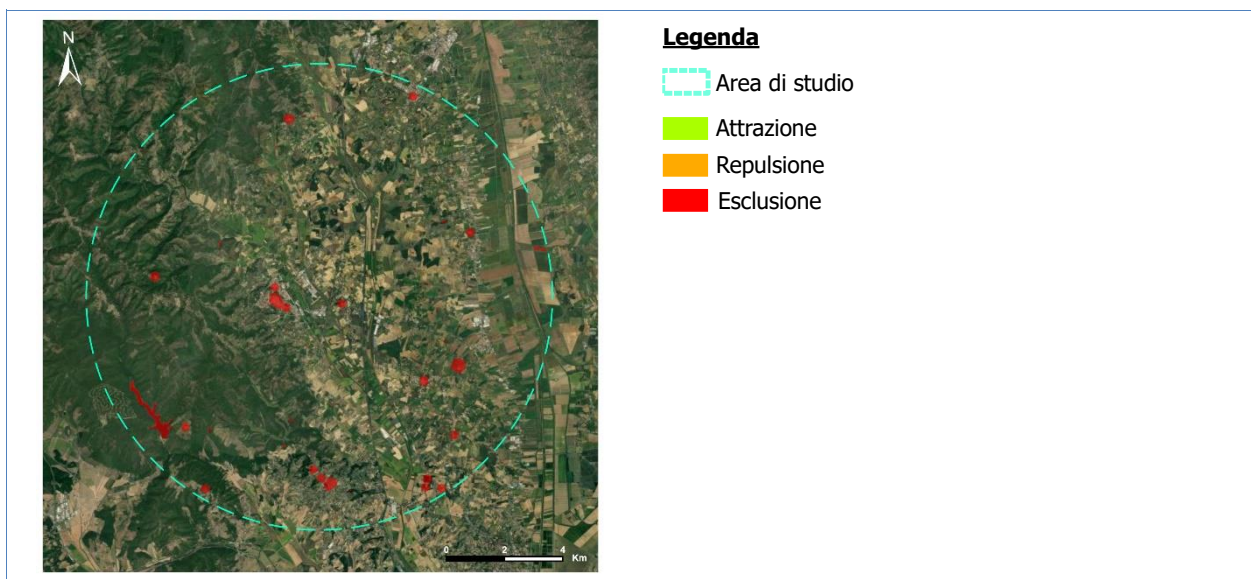 N
Legenda
Area di studio
Attrazione
Repulsione
Esclusione
0 2 4
Km